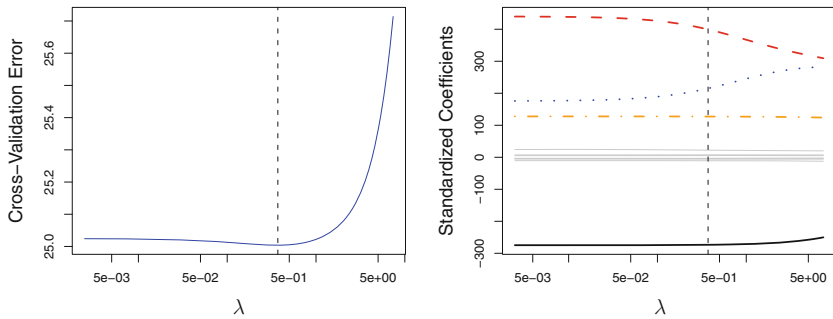 Cross−Validation Error
25.0 25.2 25.4 25.6
5e−03 5e−02 5e−01 5e+00
λ
Standardized Coefficients
−300 −100 0 100 300
5e−03 5e−02 5e−01 5e+00
λ